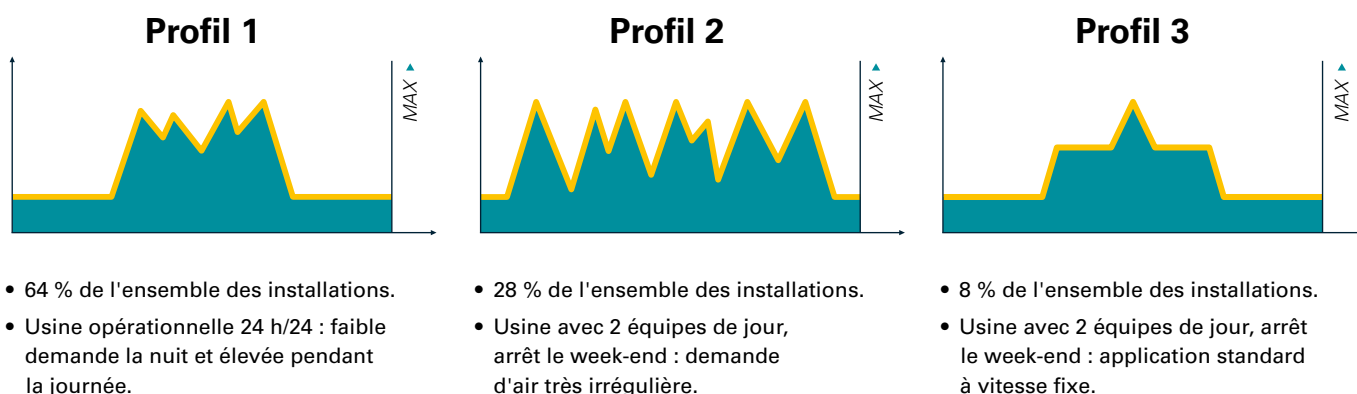 Profil 1
MAX
• 64 % de l'ensemble des installations.
• Usine opérationnelle 24 h/24 : faible
demande la nuit et élevée pendant
la journée.
Profil 2
MAX
• 28 % de l'ensemble des installations.
• Usine avec 2 équipes de jour,
arrêt le week-end : demande
d'air très irrégulière.
Profil 3
MAX
• 8 % de l'ensemble des installations.
• Usine avec 2 équipes de jour, arrêt
le week-end : application standard
à vitesse fixe.